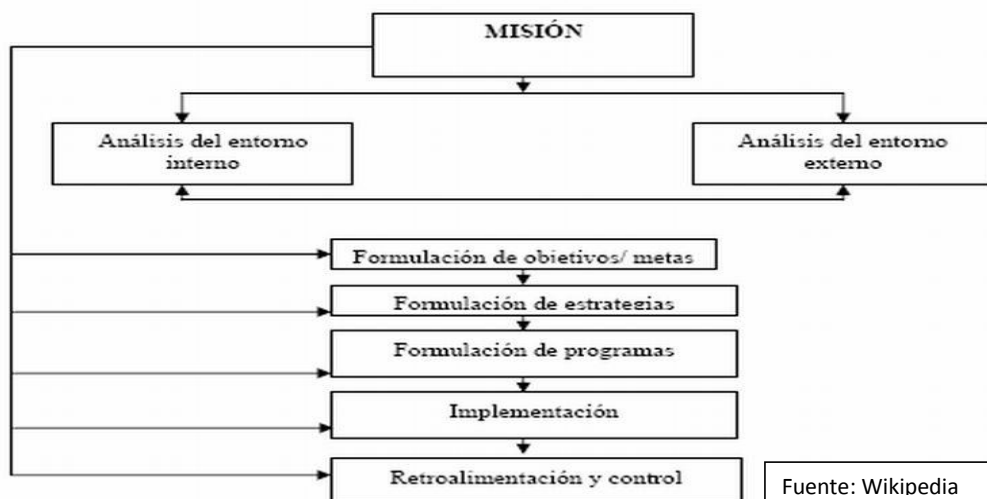 MISIÓN
Análisis del entorno
interno
Análisis del entorno
externo
Formulación de objetivos/ metas
Formulación de estrategias
Formulación de programas
Implementación
Retroalimentación y control
Fuente: Wikipedia